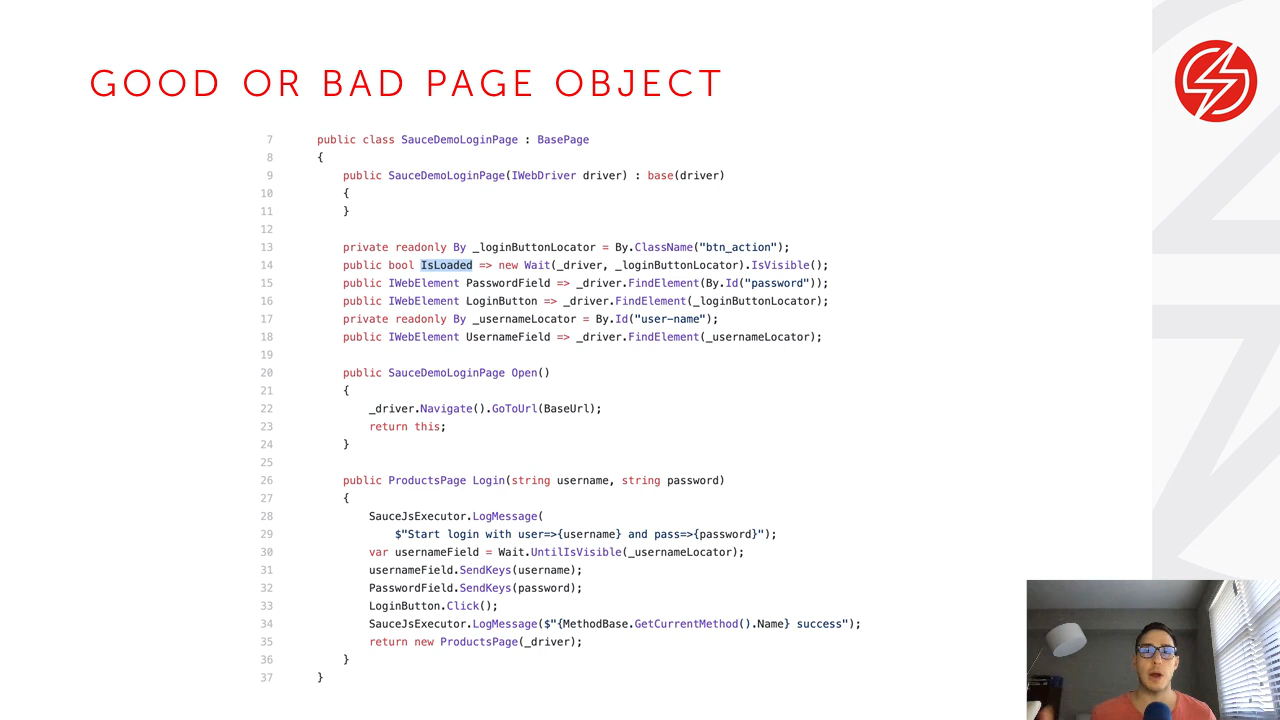 GOOD OR BAD PAGE OBJECT
7 public class SauceDemoLoginPage : BasePage
8 {
9 public SauceDemoLoginPage(IWebDriver driver) : base(driver)
10 {
11 }
12
13 private readonly By _loginButtonLocator = By.ClassName("btn_action");
14 public bool IsLoaded => new Wait(_driver, _loginButtonLocator).IsVisible();
15 public IWebElement PasswordField => _driver.FindElement(By.Id("password"));
16 public IWebElement LoginButton => _driver.FindElement(_loginButtonLocator);
17 private readonly By _usernameLocator = By.Id("user-name");
18 public IWebElement UsernameField => _driver.FindElement(_usernameLocator);
19
20 public SauceDemoLoginPage Open()
21 {
22 _driver.Navigate().GoToUrl(BaseUrl);
23 return this;
24 }
25
26 public ProductsPage Login(string username, string password)
27 {
28 SauceJsExecutor.LogMessage(
29 $"Start login with user=>{username} and pass=>{password}");
30 var usernameField = Wait.UntilIsVisible(_usernameLocator);
31 usernameField.SendKeys(username);
32 PasswordField.SendKeys(password);
33 LoginButton.Click();
34 SauceJsExecutor.LogMessage($"{MethodBase.GetCurrentMethod().Name} success");
35 return new ProductsPage(_driver);
36 }
37 }